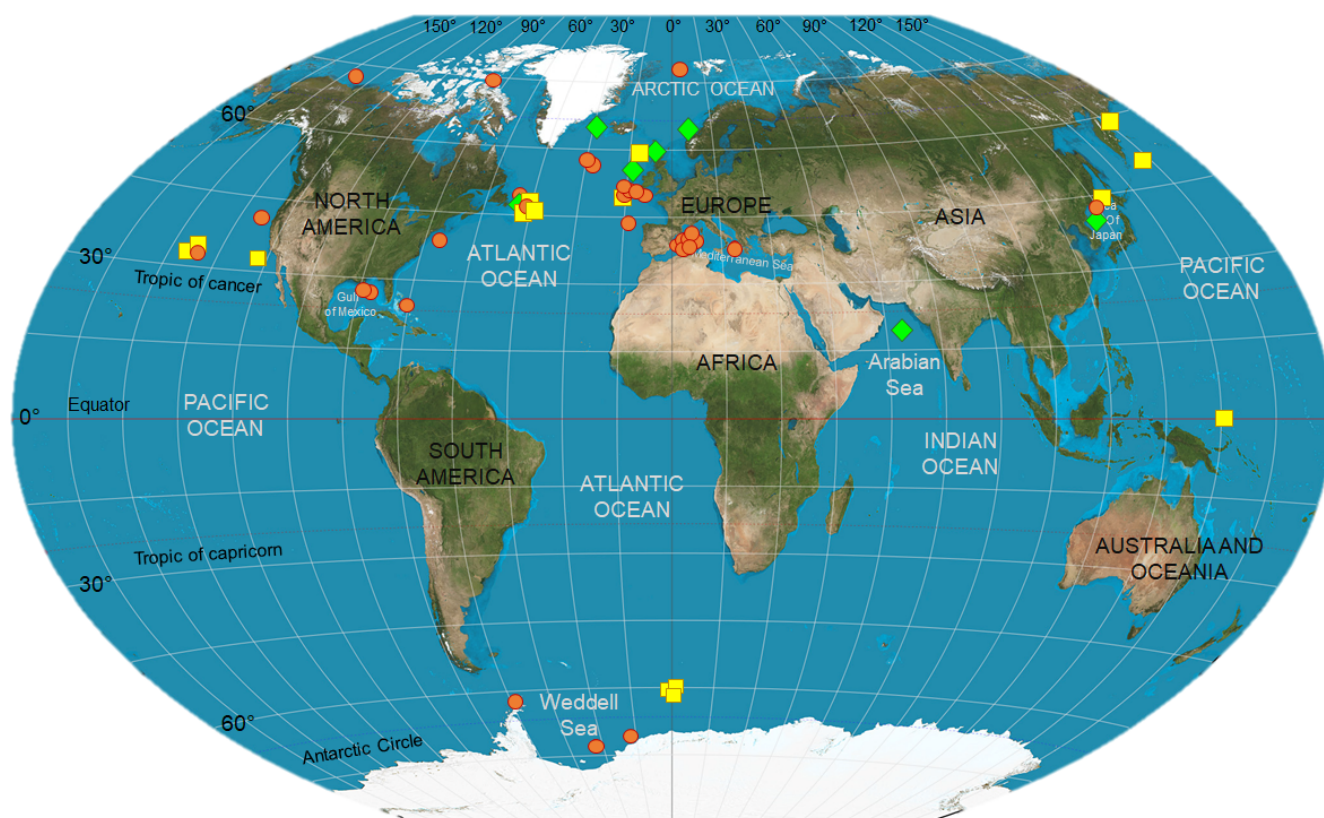 150° 120° 90° 60° 30° 0° 30° 60° 90° 120° 150°
ARCTIC OCEAN
60°
NORTH
AMERICA
EUROPE
ASIA
Sea
Of
Japan
ATLANTIC
OCEAN
Mediterranean Sea
PACIFIC
OCEAN
30°
Tropic of cancer
Gulf
of Mexico
AFRICA
Arabian
Sea
0°
Equator
PACIFIC
OCEAN
INDIAN
OCEAN
SOUTH
AMERICA
ATLANTIC
OCEAN
Tropic of capricorn
AUSTRALIA AND
OCEANIA
30°
Weddell
Sea
60°
Antarctic Circle